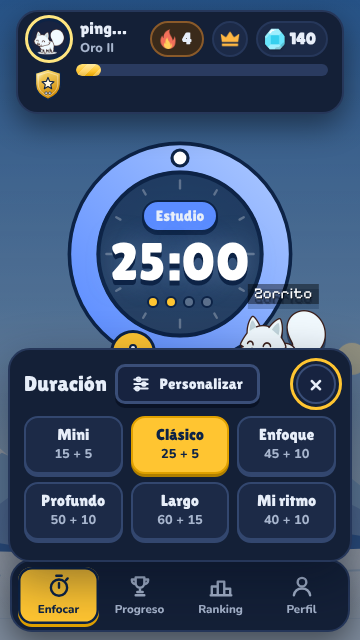 ping...
Oro II
4
140
Estudio
25:00
Zorrito
Duración
Personalizar
Mini
15 + 5
Clásico
25 + 5
Enfoque
45 + 10
Profundo
50 + 10
Largo
60 + 15
Mi ritmo
40 + 10
Enfocar
Progreso
Ranking
Perfil